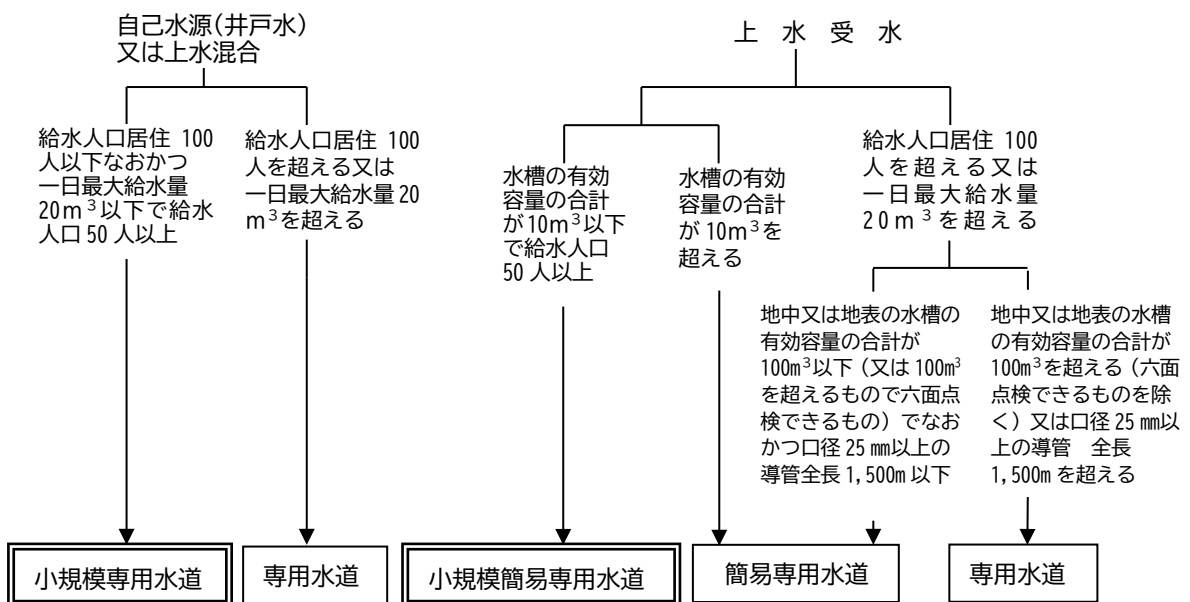 自己水源(井戸水)
又は上水混合
上 水 受 水
給水人口居住 100
人以下なおかつ
一日最大給水量
20m³以下で給水
人口 50 人以上
給水人口居住 100
人を超える又は
一日最大給水量 20
m³を超える
水槽の有効
容量の合計
が10m³以下
で給水人口
50 人以上
水槽の有効
容量の合計
が 10m³を
超える
給水人口居住 100
人を超える又は
一日最大給水量
20m³を超える
地中又は地表の水槽の
有効容量の合計が
100m³以下（又は 100m³
を超えるもので六面点
検できるもの）でなお
かつ口径 25 ㎜以上の
導管全長 1,500m 以下
地中又は地表の水槽
の有効容量の合計が
100m³を超える（六面
点検できるものを除
く）又は口径 25 ㎜以
上の導管 全長
1,500m を超える
小規模専用水道
専用水道
小規模簡易専用水道
簡易専用水道
専用水道